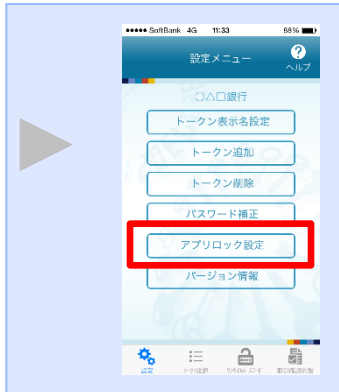 ●●●●● SoftBank 4G 11:33 88%
設定メニュー
?
ヘルプ
○△□銀行
トークン表示名設定
トークン追加
トークン削除
パスワード補正
アプリロック設定
バージョン情報
設定